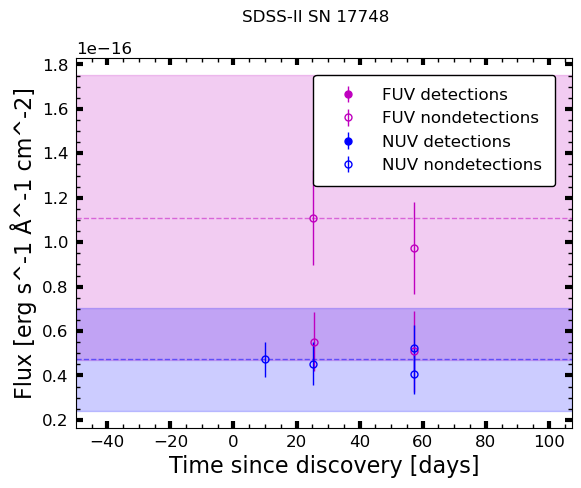 SDSS-II SN 17748
1e−16
1.8
1.6
1.4
1.2
1.0
0.8
0.6
0.4
0.2
Flux [erg s^-1 Å^-1 cm^-2]
FUV detections
FUV nondetections
NUV detections
NUV nondetections
−40 −20 0 20 40 60 80 100
Time since discovery [days]